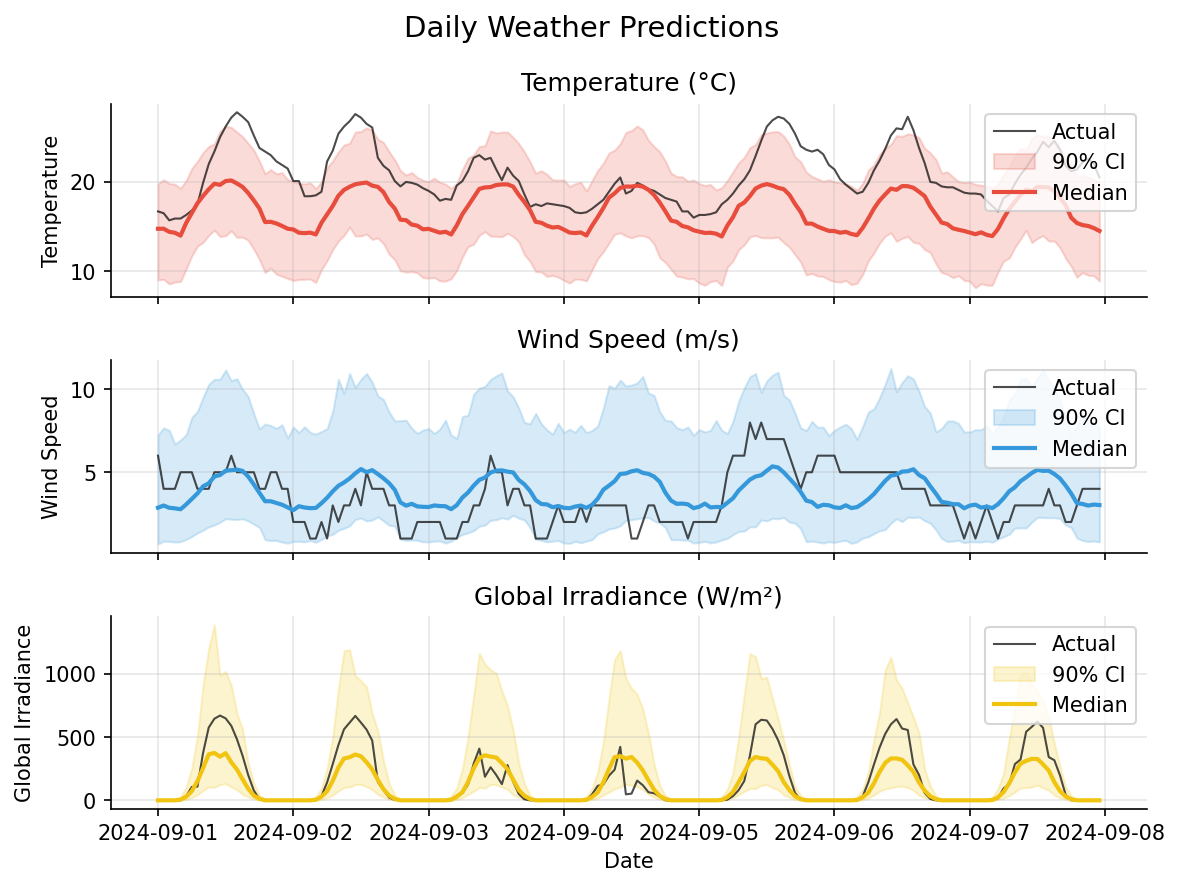 Daily Weather Predictions
Temperature (°C)
Temperature
20
10
Actual
90% CI
Median
Wind Speed (m/s)
Wind Speed
10
5
Actual
90% CI
Median
Global Irradiance (W/m²)
Global Irradiance
1000
500
0
Actual
90% CI
Median
2024-09-01 2024-09-02 2024-09-03 2024-09-04 2024-09-05 2024-09-06 2024-09-07 2024-09-08
Date